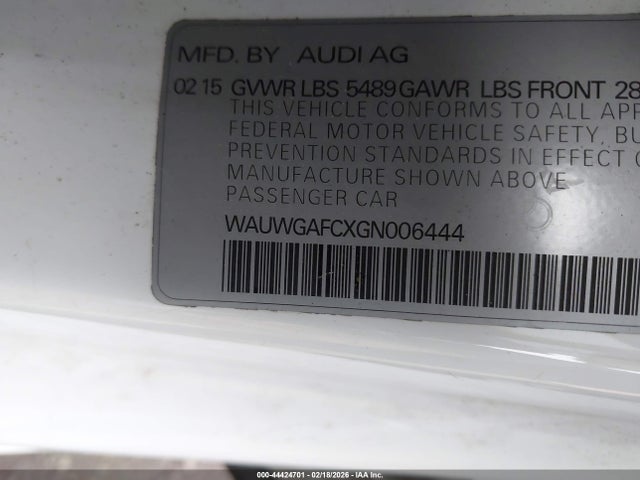 MFD. BY AUDI AG
02 15 GVWR LBS 5489 GAWR LBS FRONT 28
THIS VEHICLE CONFORMS TO ALL APP
FEDERAL MOTOR VEHICLE SAFETY, BU
PREVENTION STANDARDS IN EFFECT O
MANUFACTURE SHOWN ABOVE
PASSENGER CAR
WAUWGAFCXGN006444
000-44424701 - 02/18/2026 - IAA Inc.